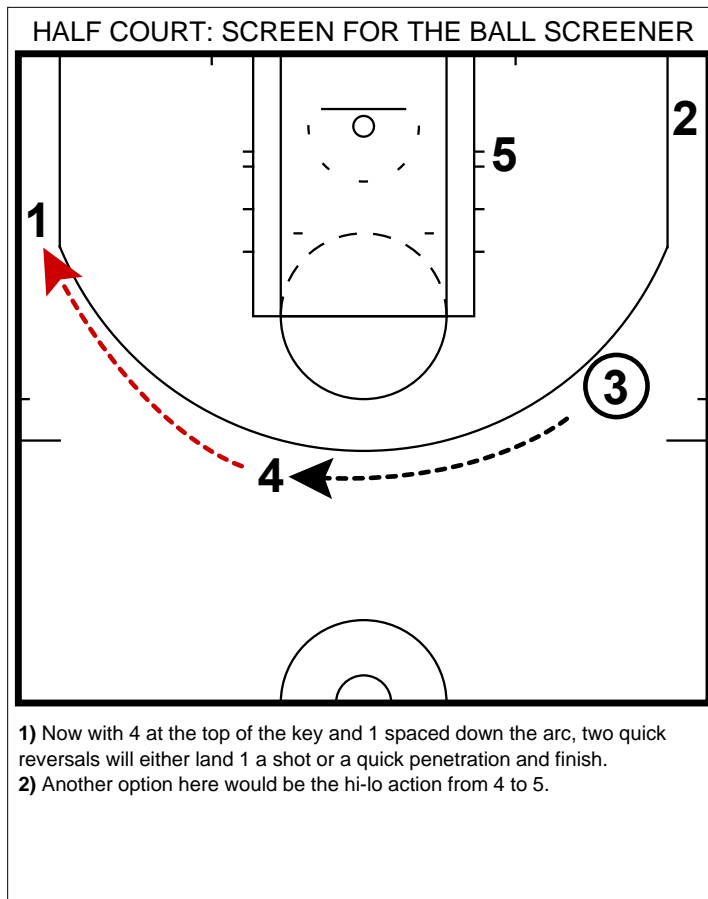 HALF COURT: SCREEN FOR THE BALL SCREENER
2
5
1
3
4
1) Now with 4 at the top of the key and 1 spaced down the arc, two quick
reversals will either land 1 a shot or a quick penetration and finish.
2) Another option here would be the hi-lo action from 4 to 5.